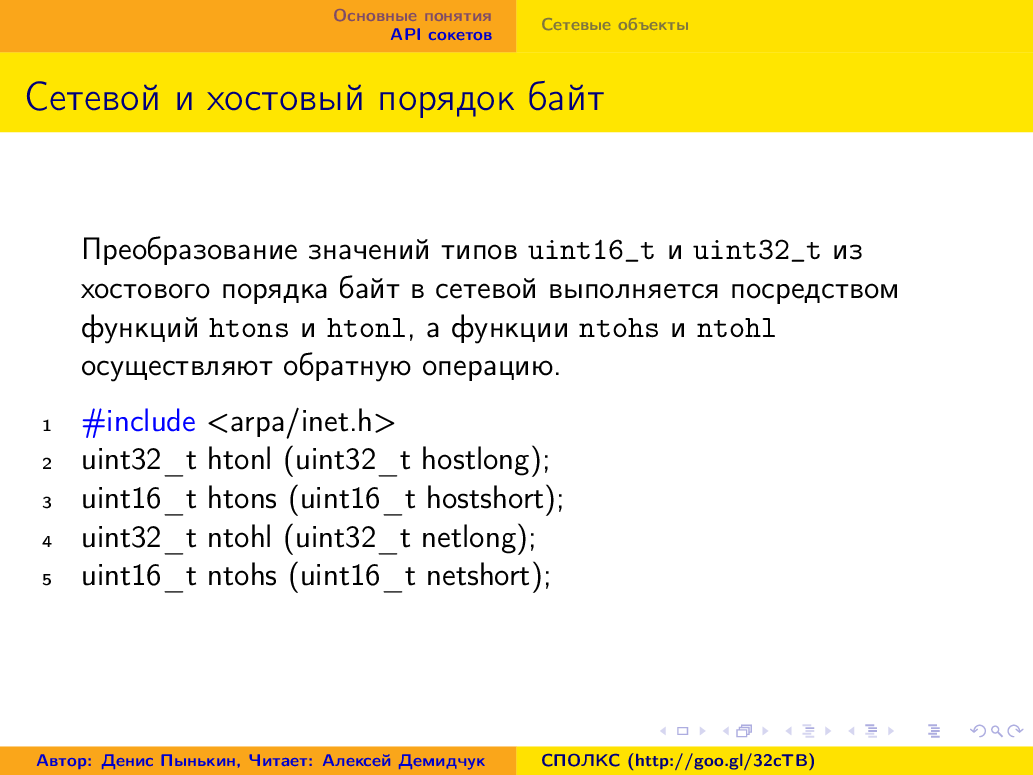 Основные понятия
API сокетов
Сетевые объекты
Сетевой и хостовый порядок байт
Преобразование значений типов uint16_t и uint32_t из
хостового порядка байт в сетевой выполняется посредством
функций htons и htonl, а функции ntohs и ntohl
осуществляют обратную операцию.
1 #include <arpa/inet.h>
2 uint32_t htonl (uint32_t hostlong);
3 uint16_t htons (uint16_t hostshort);
4 uint32_t ntohl (uint32_t netlong);
5 uint16_t ntohs (uint16_t netshort);
Автор: Денис Пынькин, Читает: Алексей Демидчук
СПОЛКС (http://goo.gl/32cTB)